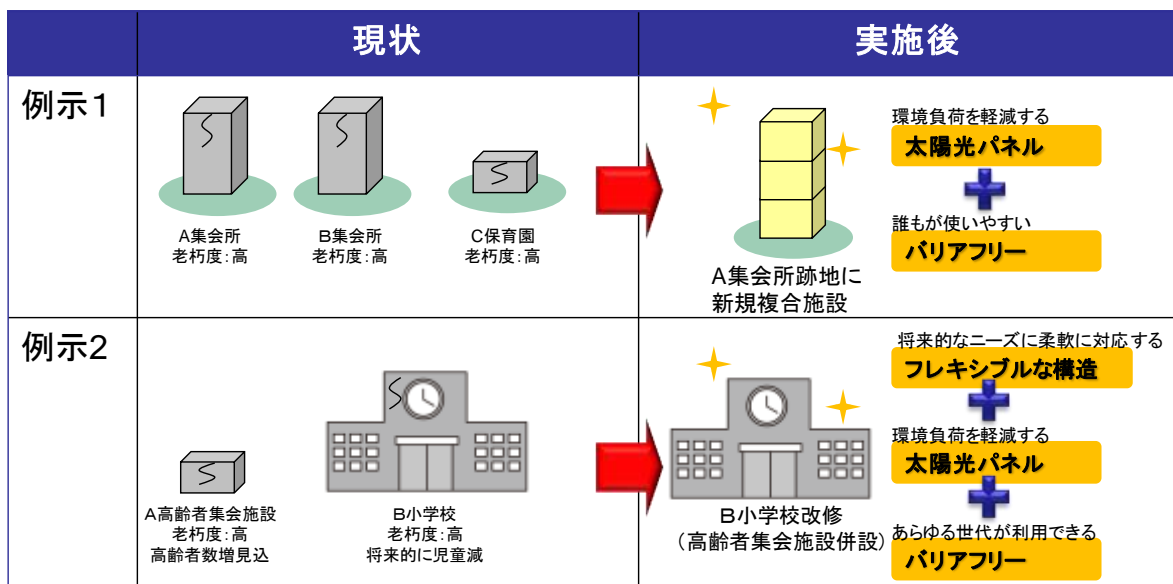 現状
実施後
例示1
A集会所
老朽度:高
B集会所
老朽度:高
C保育園
老朽度:高
A集会所跡地に
新規複合施設
環境負荷を軽減する
太陽光パネル
誰もが使いやすい
バリアフリー
例示2
A高齢者集会施設
老朽度:高
高齢者数増見込
B小学校
老朽度:高
将来的に児童減
B小学校改修
(高齢者集会施設併設)
将来的なニーズに柔軟に対応する
フレキシブルな構造
環境負荷を軽減する
太陽光パネル
あらゆる世代が利用できる
バリアフリー